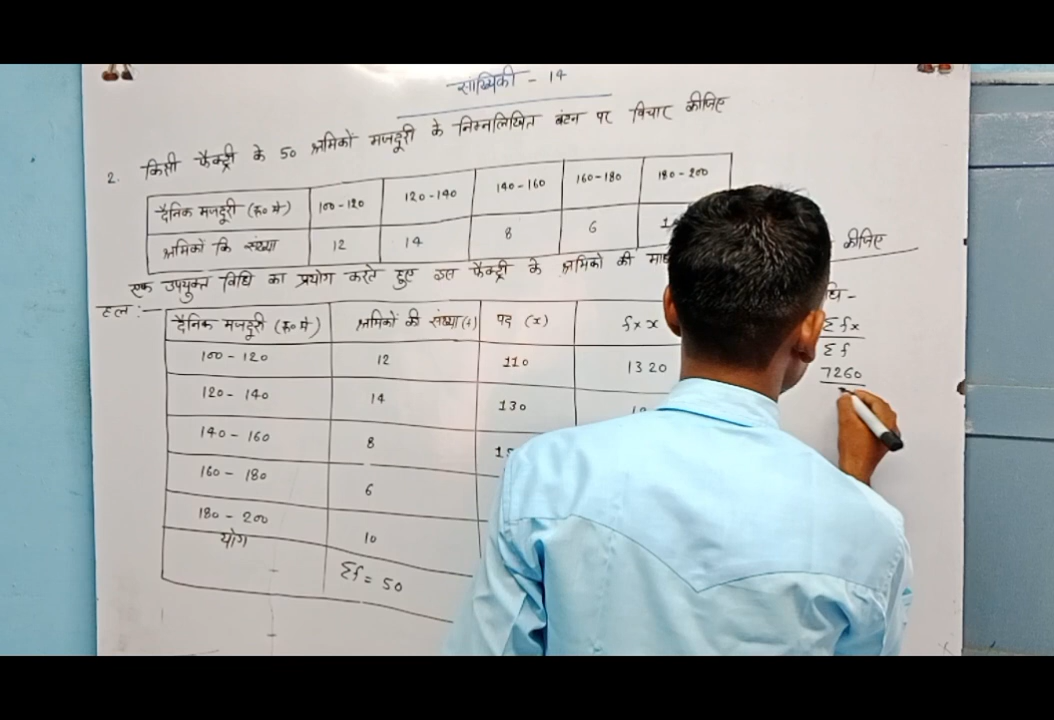 सांख्यिकी - 14
2. किसी फैक्ट्री के 50 श्रमिकों मजदूरी के निम्नलिखित बंटन पर विचार कीजिए
दैनिक मजदूरी (रु० मे) 100-120 120-140 140-160 160-180 180-200
श्रमिकों कि संख्या 12 14 8 6
एक उपयुक्त विधि का प्रयोग करते हुए इस फैक्ट्री के श्रमिकों की कीजिए
हल :-
दैनिक मजदूरी (रु० मे) श्रमिकों की संख्या (f) पद (x) f × x
100 - 120 12 110 1320
120 - 140 14 130
140 - 160 8
160 - 180 6
180 - 200 10
योग Σf = 50
Σfx
Σf
7260